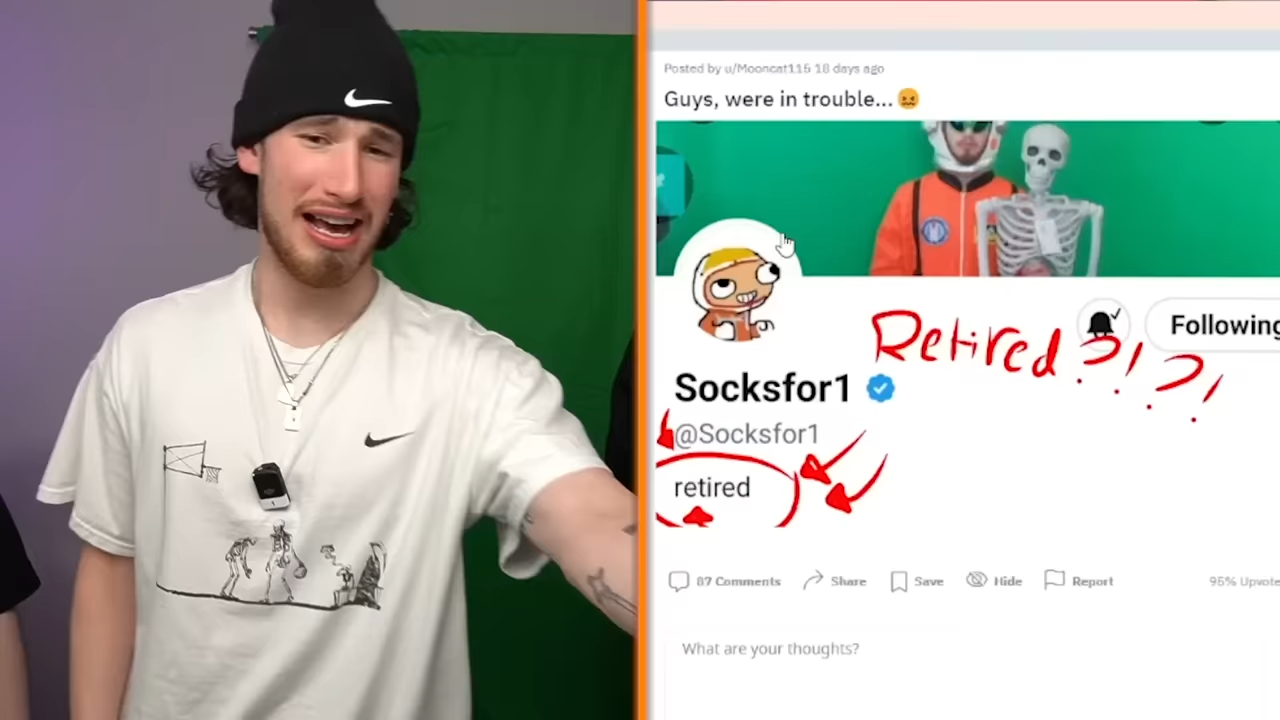 Posted by u/Mooncat115 18 days ago
Guys, were in trouble...😖
Retired?!?!
Following
Socksfor1
@Socksfor1
retired
87 Comments Share Save Hide Report 95% Upvote
What are your thoughts?